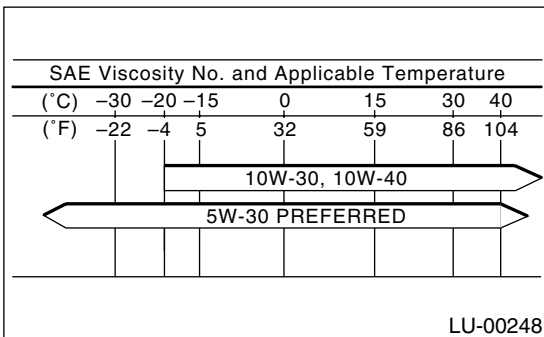 SAE Viscosity No. and Applicable Temperature
(˚C) –30 –20 –15 0 15 30 40
(˚F) –22 –4 5 32 59 86 104
10W-30, 10W-40
5W-30 PREFERRED
LU-00248